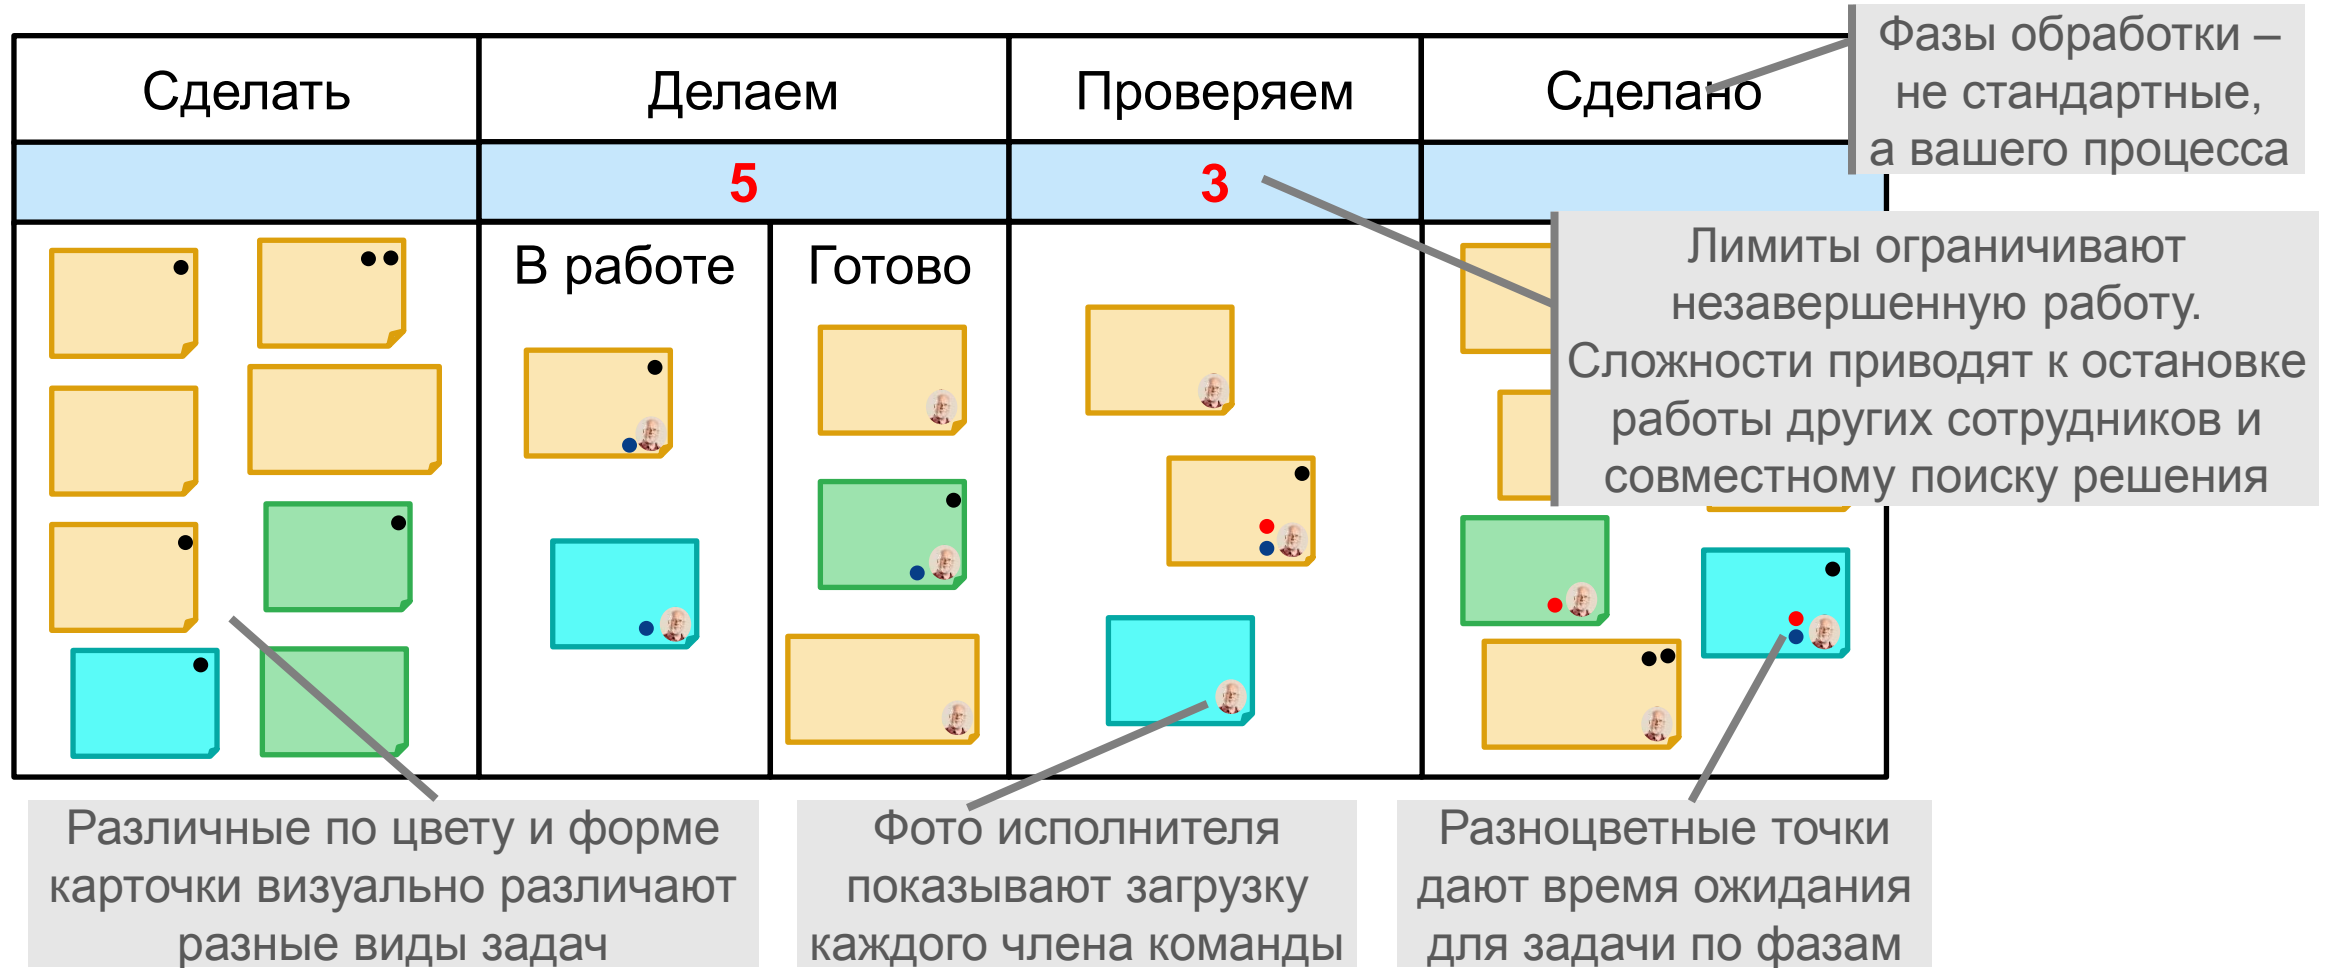 Сделать
Делаем
Проверяем
Сделано
Фазы обработки –
не стандартные,
а вашего процесса
5
3
В работе
Готово
Лимиты ограничивают
незавершенную работу.
Сложности приводят к остановке
работы других сотрудников и
совместному поиску решения
Различные по цвету и форме
карточки визуально различают
разные виды задач
Фото исполнителя
показывают загрузку
каждого члена команды
Разноцветные точки
дают время ожидания
для задачи по фазам